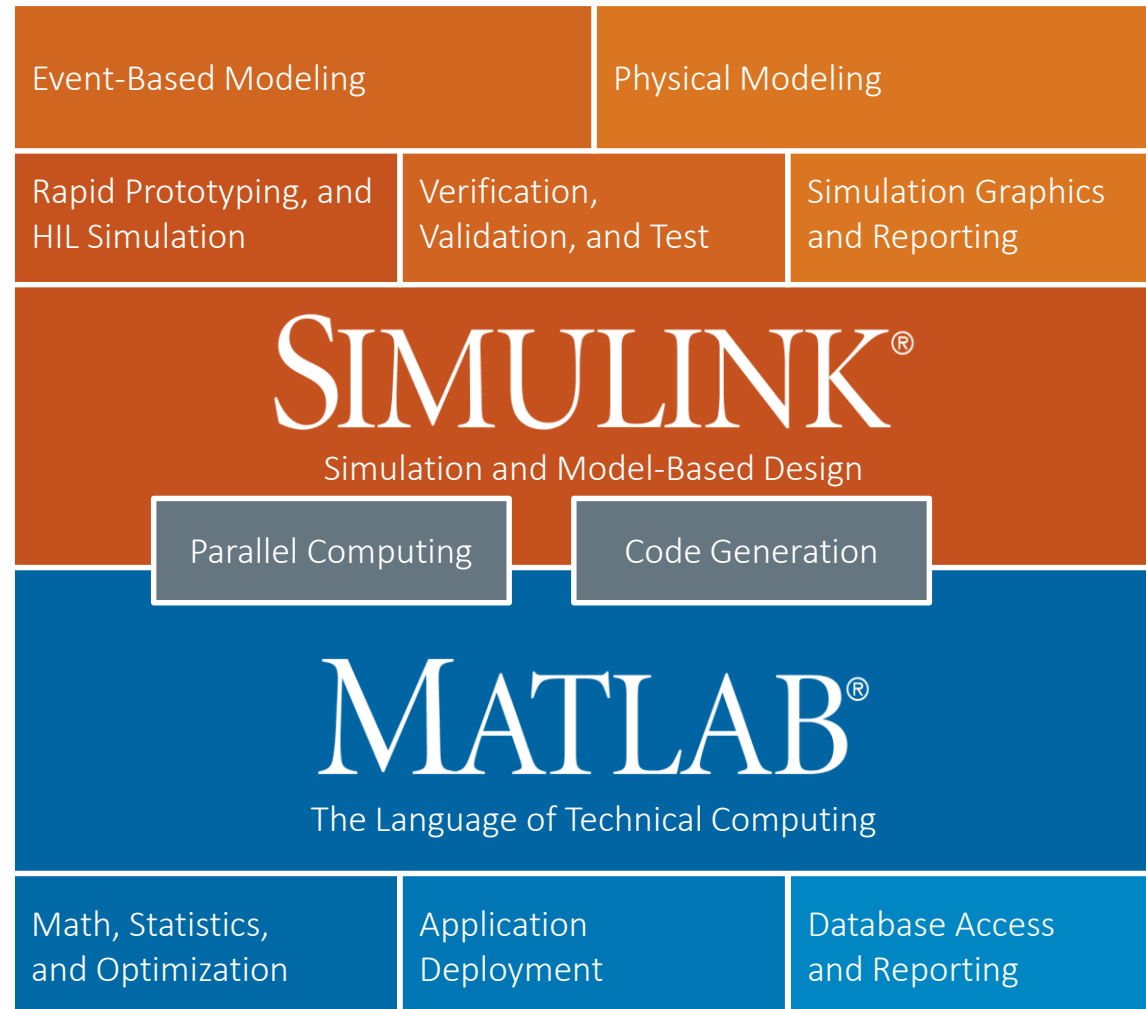 Event-Based Modeling
Physical Modeling
Rapid Prototyping, and
HIL Simulation
Verification,
Validation, and Test
Simulation Graphics
and Reporting
SIMULINK®
Simulation and Model-Based Design
Parallel Computing
Code Generation
MATLAB®
The Language of Technical Computing
Math, Statistics,
and Optimization
Application
Deployment
Database Access
and Reporting